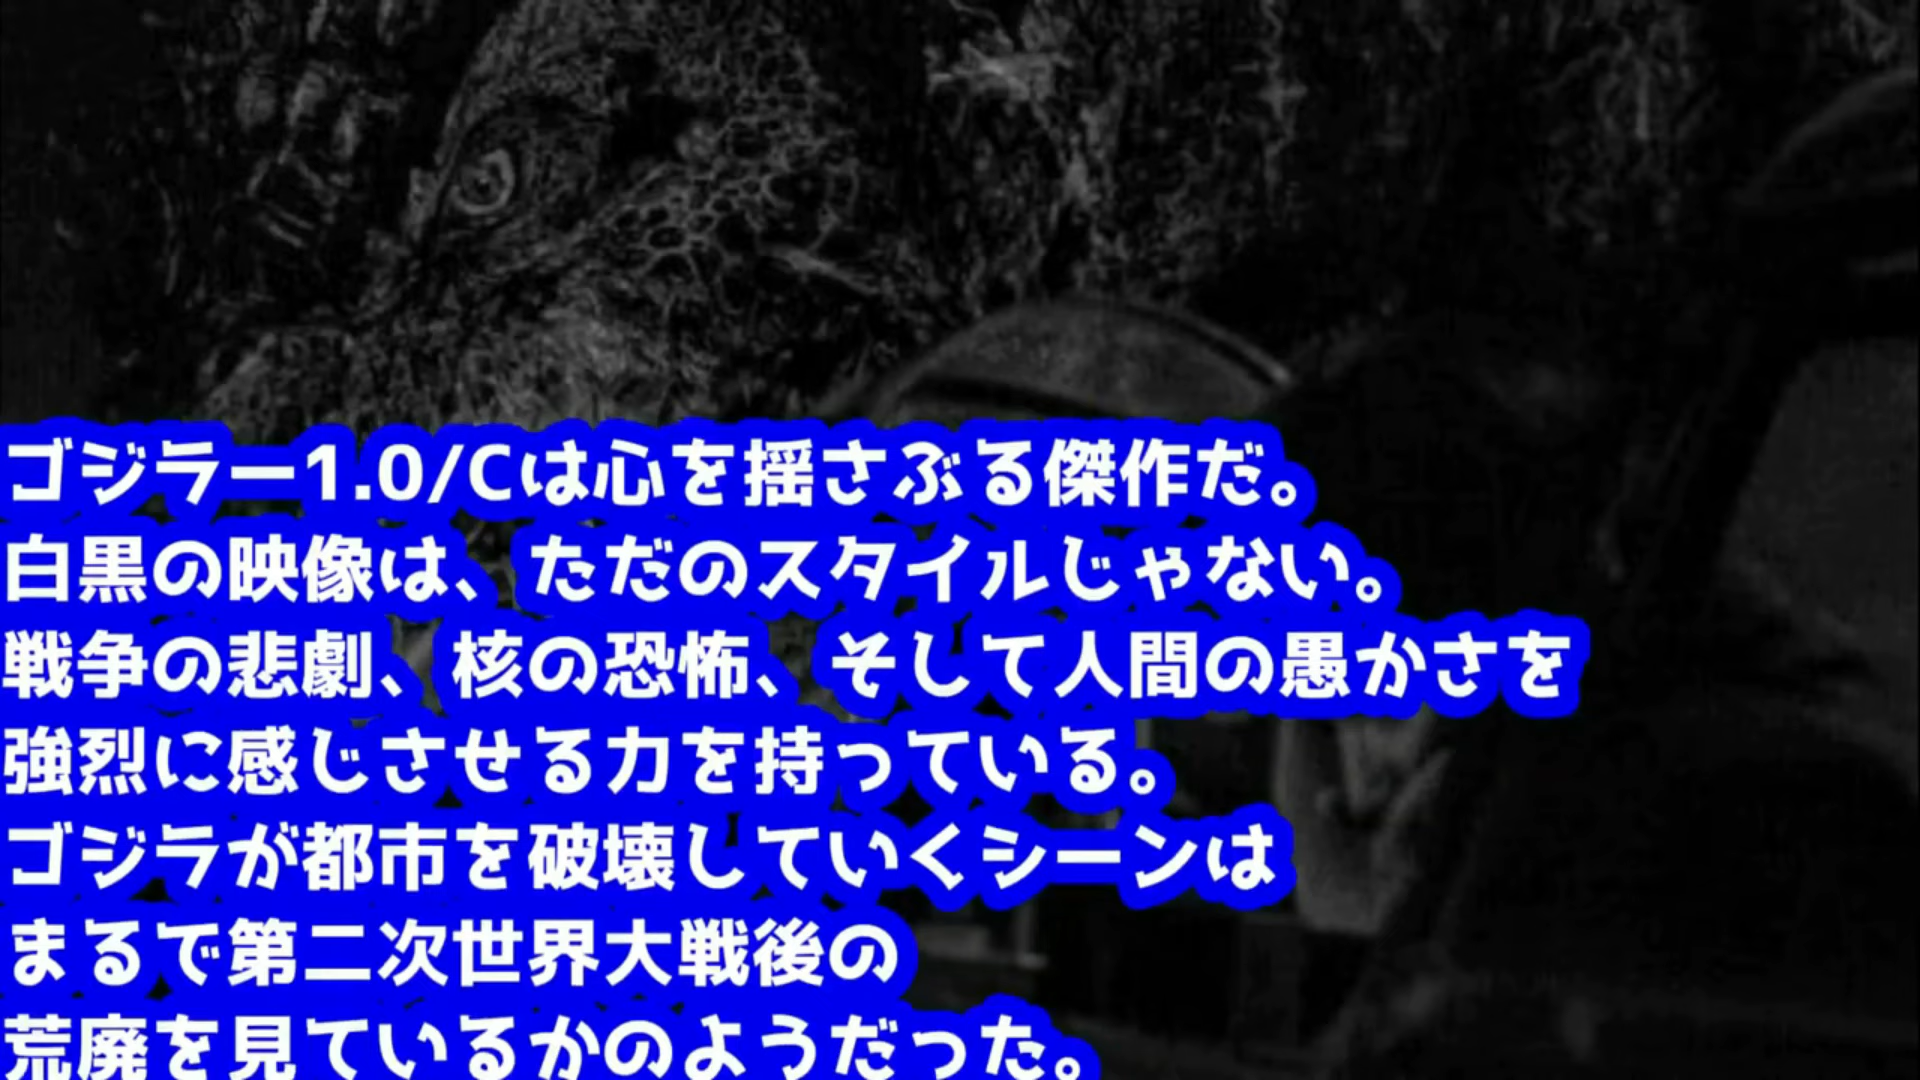 ゴジラー1.0/Cは心を揺さぶる傑作だ。
白黒の映像は、ただのスタイルじゃない。
戦争の悲劇、核の恐怖、そして人間の愚かさを
強烈に感じさせる力を持っている。
ゴジラが都市を破壊していくシーンは
まるで第二次世界大戦後の
荒廃を見ているかのようだった。